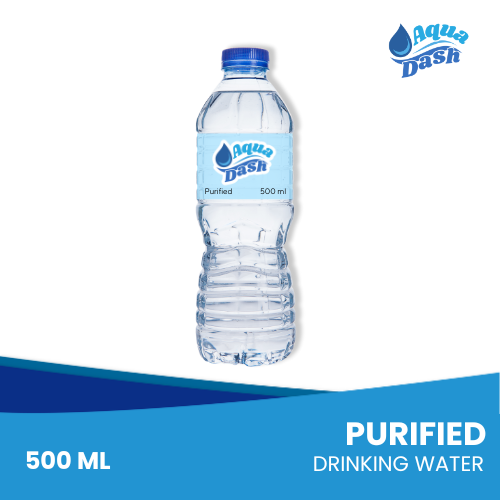 Aqua
Dash
Aqua
Dash
Purified 500 ml
PURIFIED
500 ML
DRINKING WATER